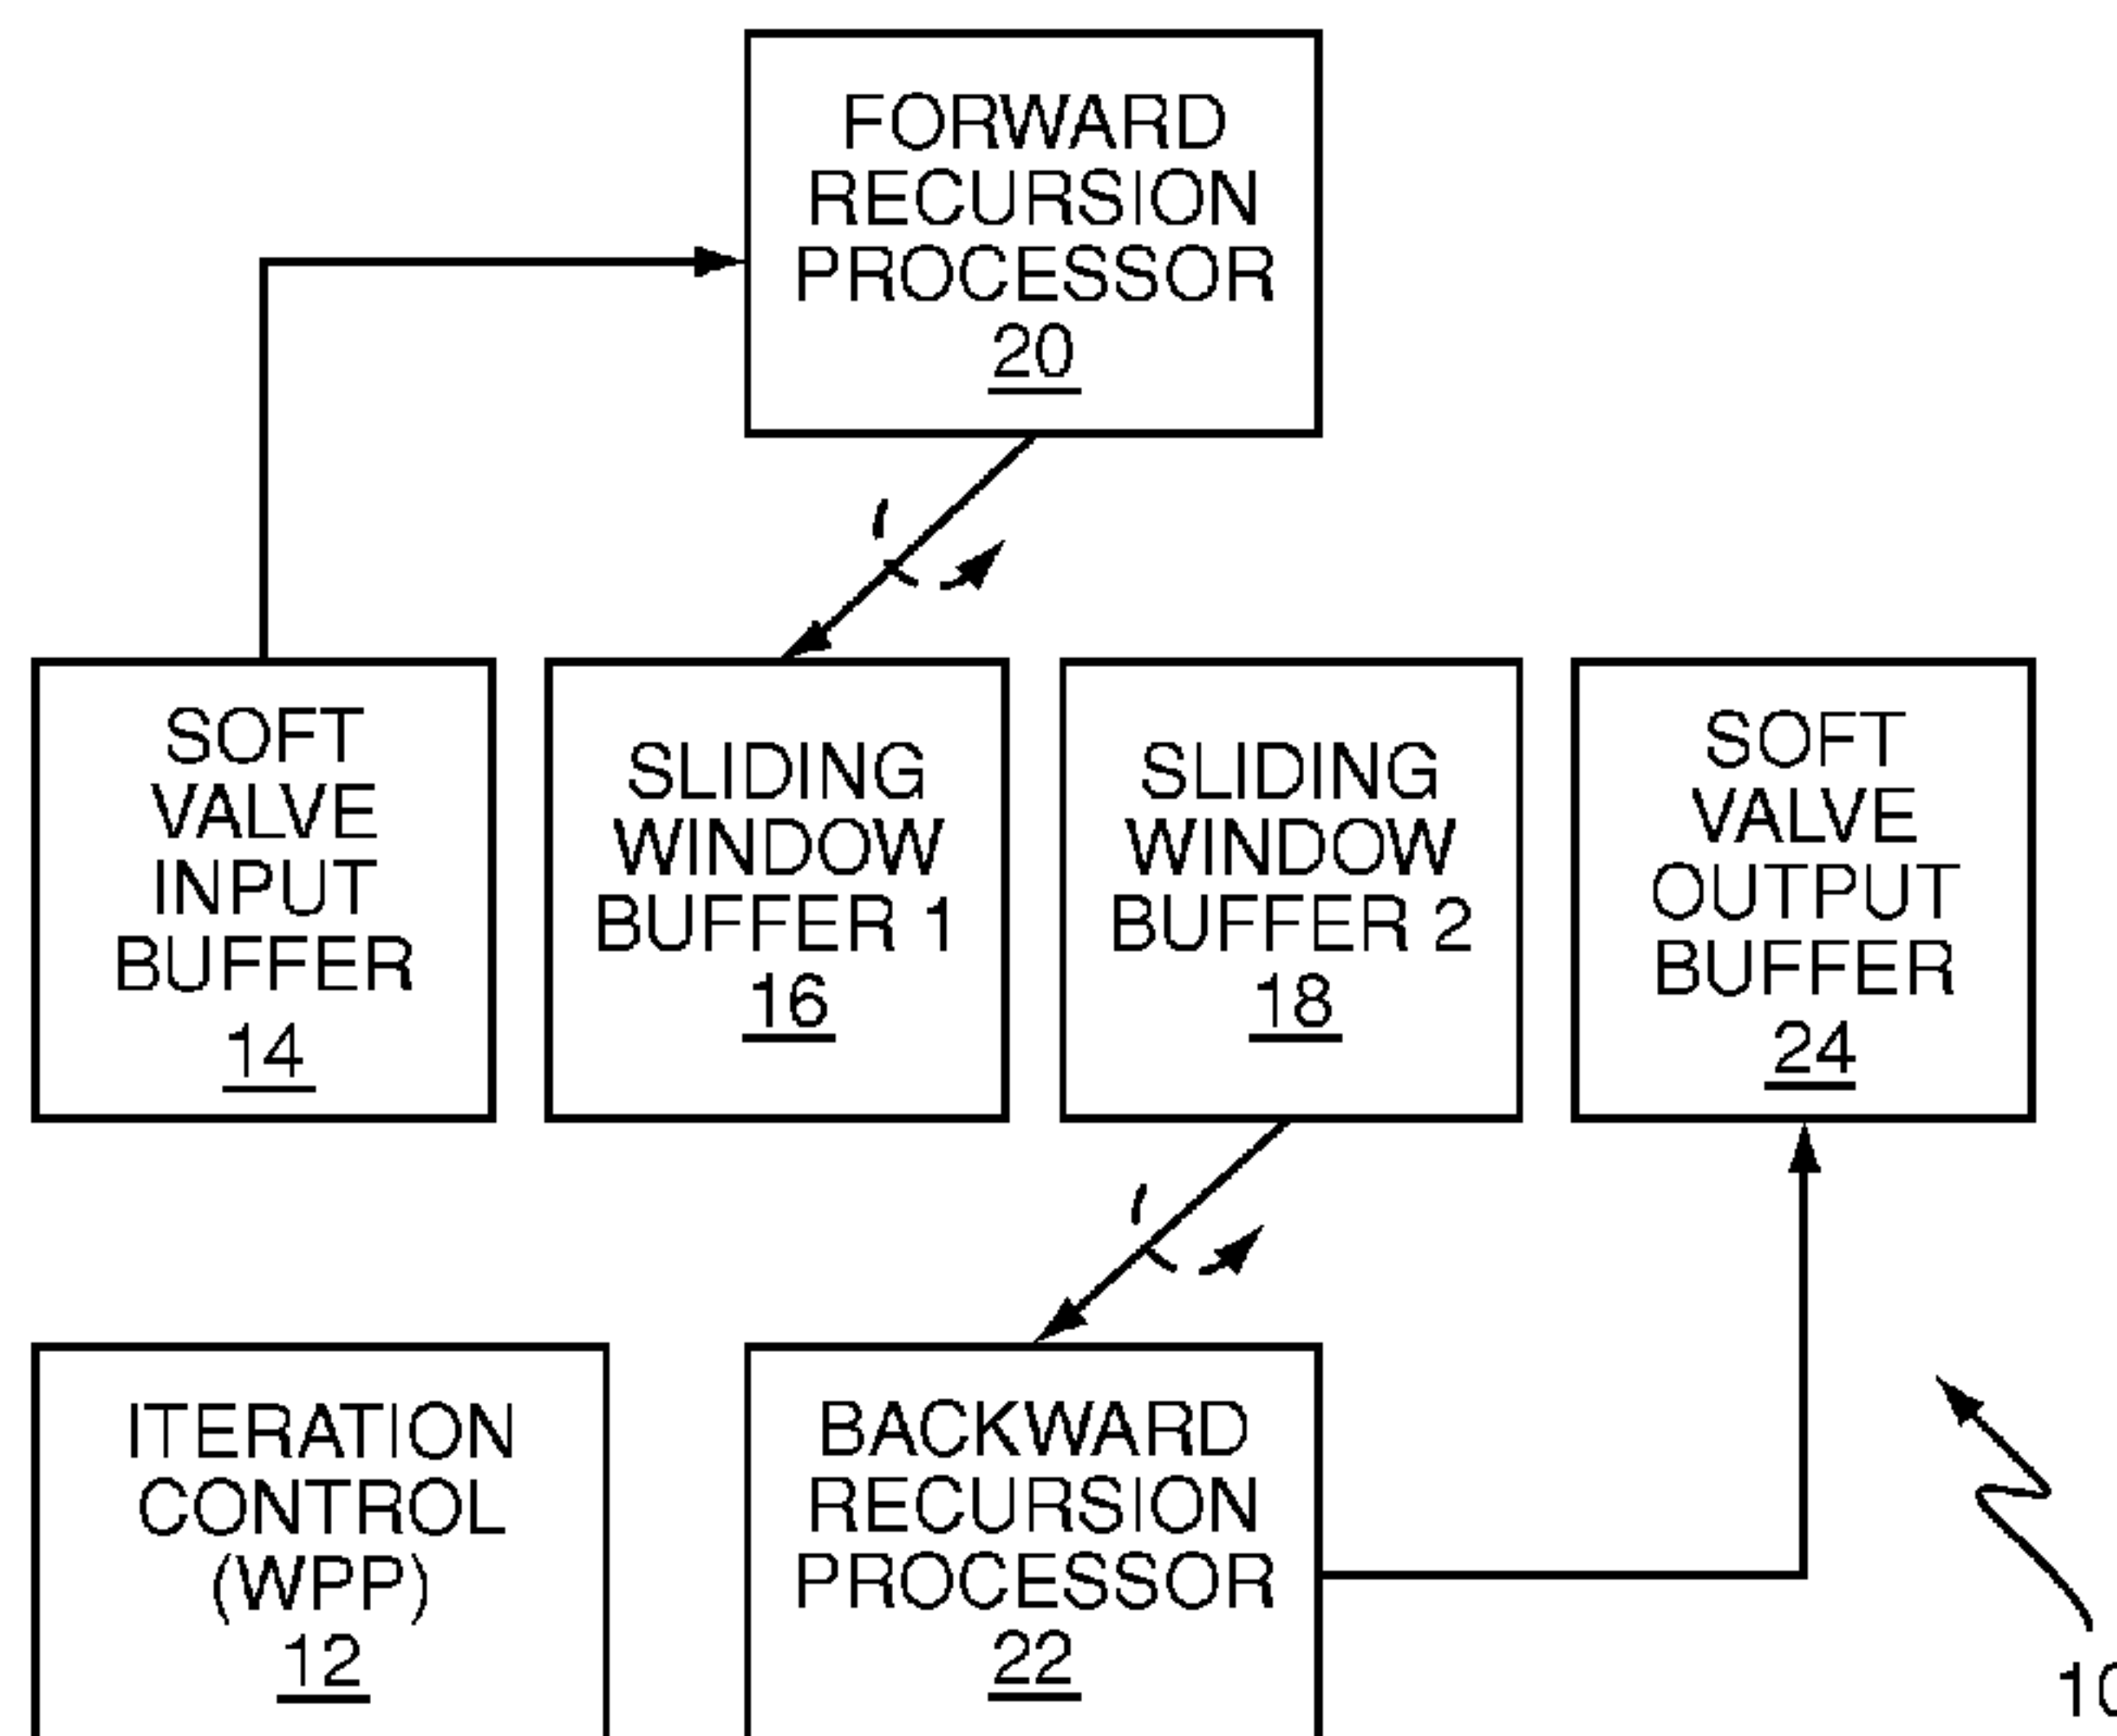 FORWARD
RECURSION
PROCESSOR
20
SOFT
VALVE
INPUT
BUFFER
14
SLIDING
WINDOW
BUFFER 1
16
SLIDING
WINDOW
BUFFER 2
18
SOFT
VALVE
OUTPUT
BUFFER
24
ITERATION
CONTROL
(WPP)
12
BACKWARD
RECURSION
PROCESSOR
22
10